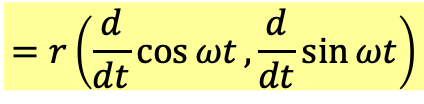 = r ( d/dt cos ωt , d/dt sin ωt )